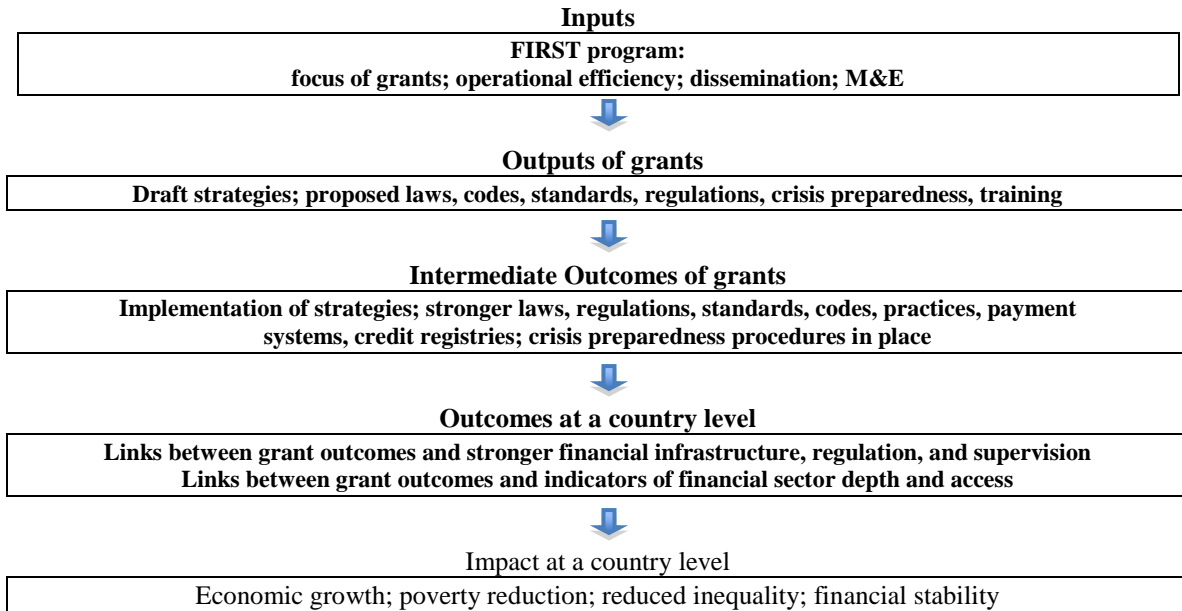 Inputs
FIRST program:
focus of grants; operational efficiency; dissemination; M&E
Outputs of grants
Draft strategies; proposed laws, codes, standards, regulations, crisis preparedness, training
Intermediate Outcomes of grants
Implementation of strategies; stronger laws, regulations, standards, codes, practices, payment
systems, credit registries; crisis preparedness procedures in place
Outcomes at a country level
Links between grant outcomes and stronger financial infrastructure, regulation, and supervision
Links between grant outcomes and indicators of financial sector depth and access
Impact at a country level
Economic growth; poverty reduction; reduced inequality; financial stability